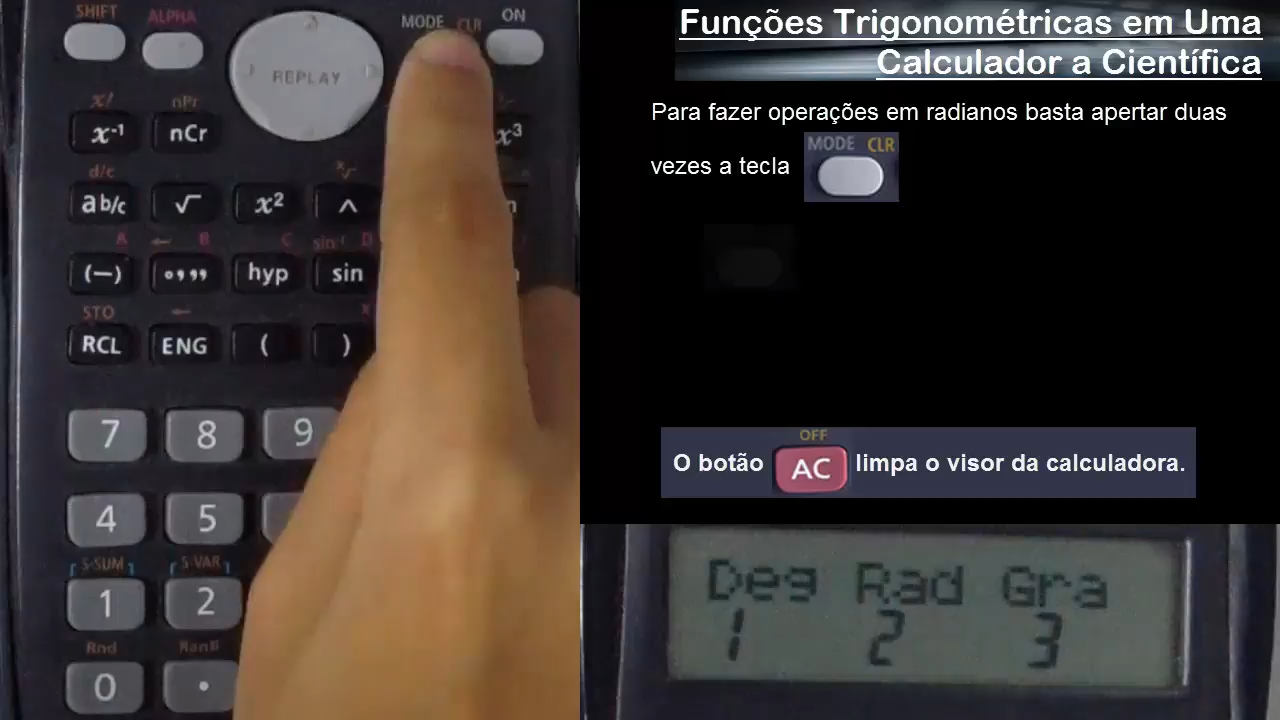 SHIFT
ALPHA
MODE CLR
ON
REPLAY
x!
nPr
x-1
nCr
x³
d/c
ab/c
√
x²
^
A
B
C
sin-1 D
(—)
hyp
sin
STO
RCL
ENG
(
)
7
8
9
4
5
S-SUM
S-VAR
1
2
Rnd
Ran#
0
.
Funções Trigonométricas em Uma
Calculador a Científica
Para fazer operações em radianos basta apertar duas
vezes a tecla MODE CLR
OFF
O botão AC limpa o visor da calculadora.
Deg Rad Gra
1 2 3